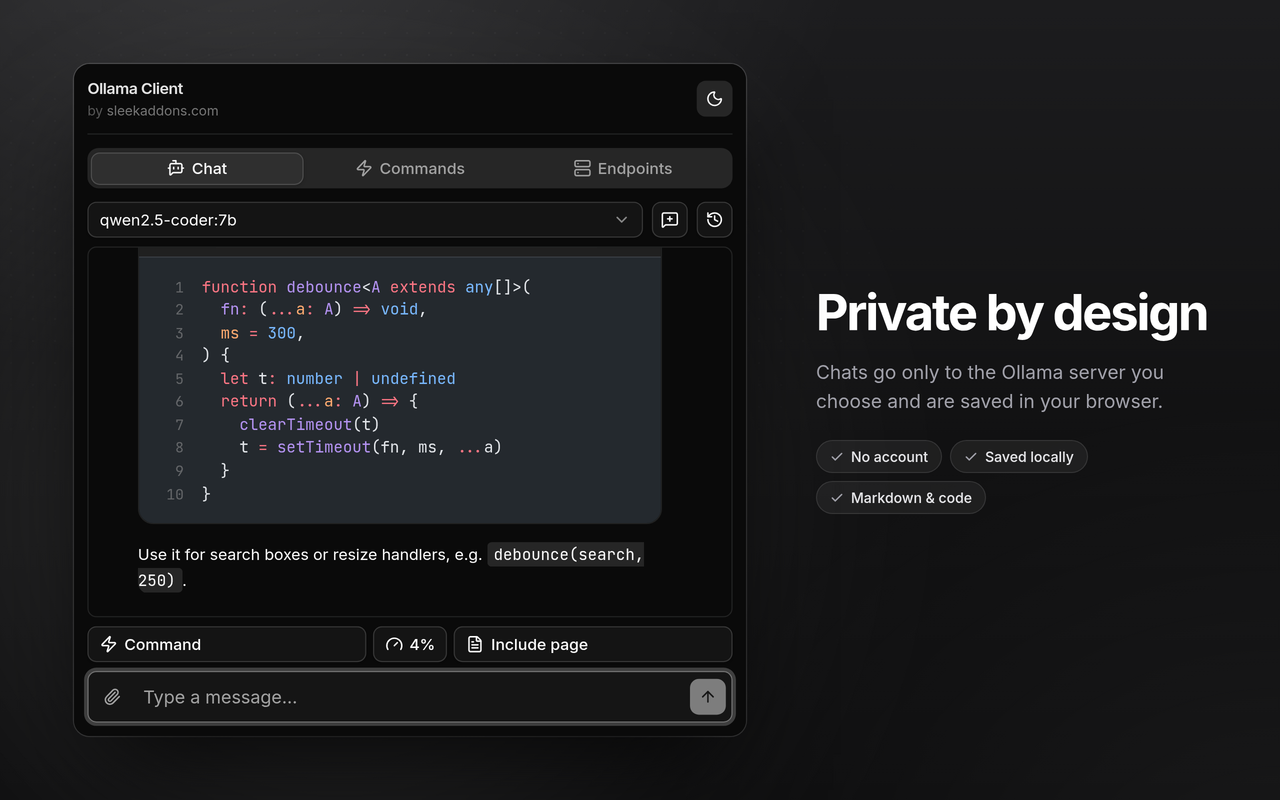 Ollama Client
by sleekaddons.com
Chat
Commands
Endpoints
qwen2.5-coder:7b
1 function debounce<A extends any[]>(
2   fn: (...a: A) => void,
3   ms = 300,
4 ) {
5   let t: number | undefined
6   return (...a: A) => {
7     clearTimeout(t)
8     t = setTimeout(fn, ms, ...a)
9   }
10 }
Use it for search boxes or resize handlers, e.g. debounce(search,
250) .
Command
4%
Include page
Type a message...
Private by design
Chats go only to the Ollama server you
choose and are saved in your browser.
No account
Saved locally
Markdown & code